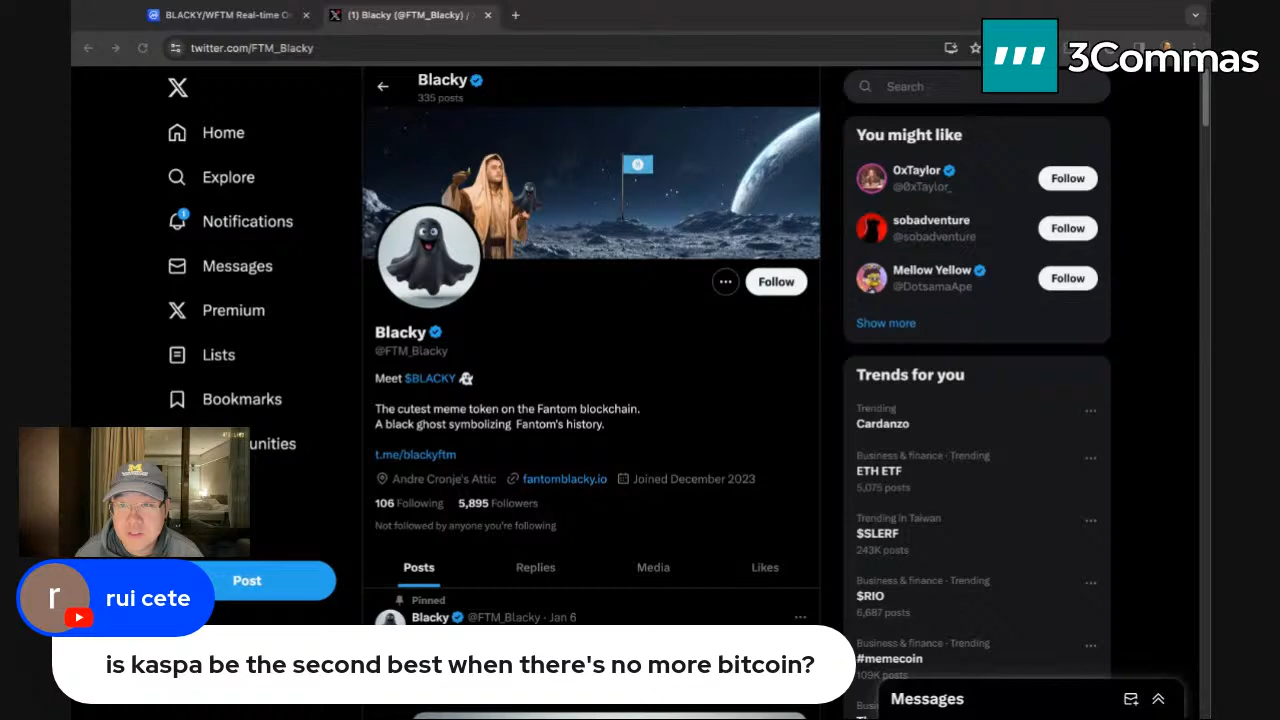 BLACKY/WFTM Real-time On
(1) Blacky (@FTM_Blacky) /
twitter.com/FTM_Blacky
3Commas
Home
Explore
Notifications
Messages
Premium
Lists
Bookmarks
unities
Post
Blacky
335 posts
Follow
Blacky
@FTM_Blacky
Meet $BLACKY
The cutest meme token on the Fantom blockchain.
A black ghost symbolizing Fantom's history.
t.me/blackyftm
Andre Cronje's Attic fantomblacky.io Joined December 2023
106 Following 5,895 Followers
Not followed by anyone you're following
Posts Replies Media Likes
Pinned
Blacky @FTM_Blacky · Jan 6
Search
You might like
0xTaylor
@0xTaylor_
Follow
sobadventure
@sobadventure
Follow
Mellow Yellow
@DotsamaApe
Follow
Show more
Trends for you
Trending
Cardanzo
Business & finance · Trending
ETH ETF
5,075 posts
Trending in Taiwan
$SLERF
243K posts
Business & finance · Trending
$RIO
6,687 posts
Business & finance · Trending
#memecoin
109K posts
Messages
r
rui cete
is kaspa be the second best when there's no more bitcoin?